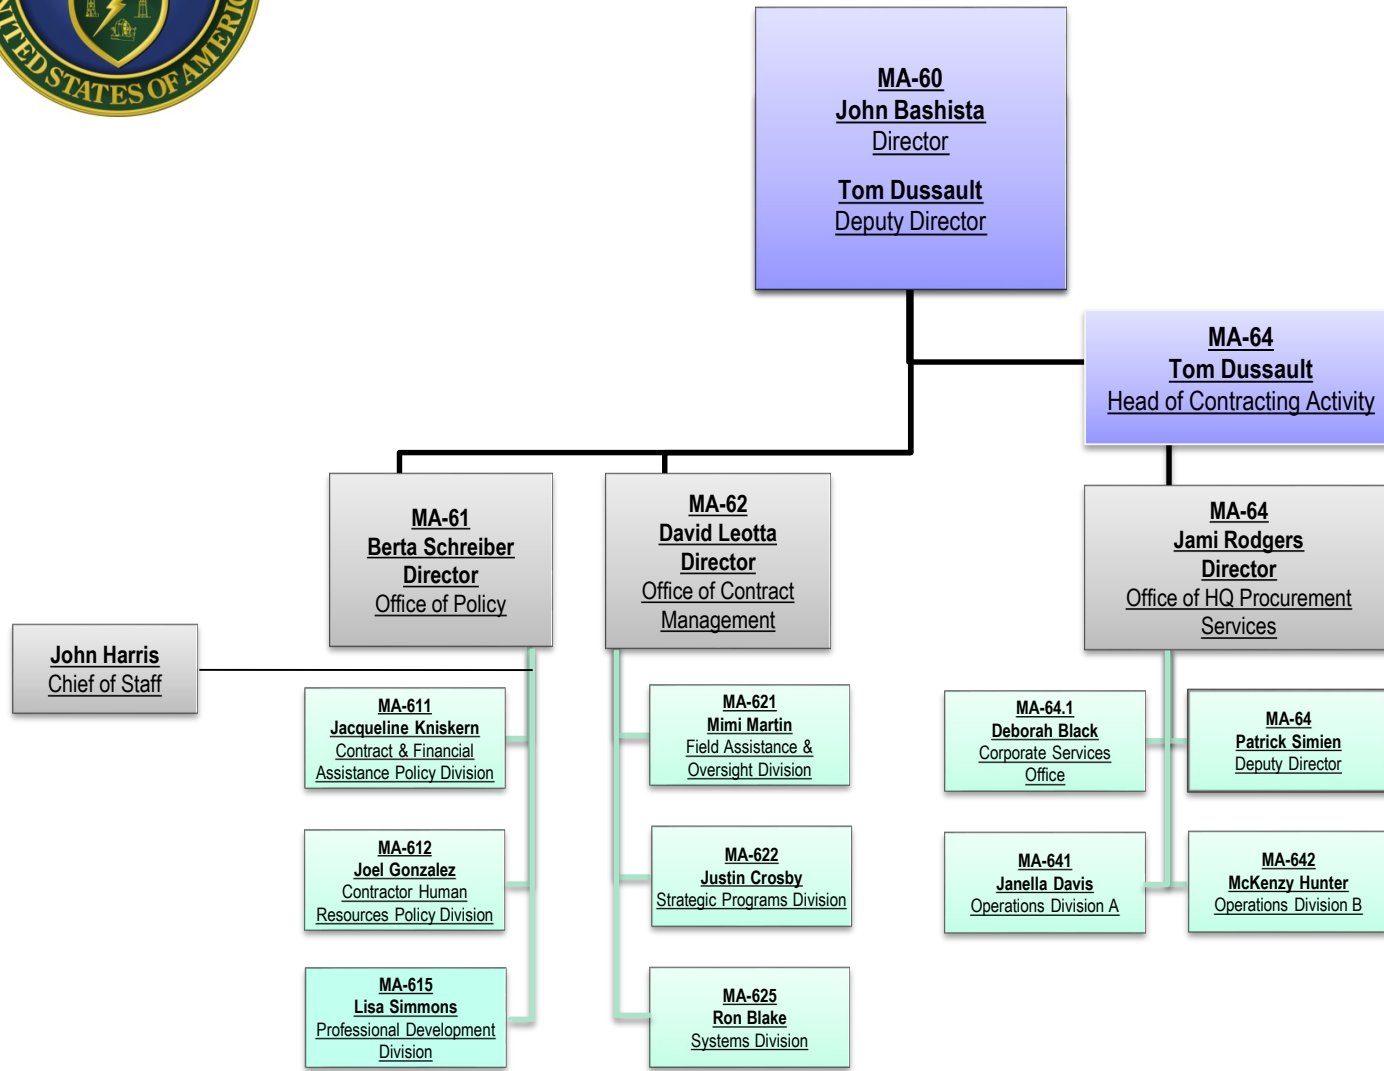 UNITED STATES OF AMERIC
MA-60
John Bashista
Director
Tom Dussault
Deputy Director
MA-64
Tom Dussault
Head of Contracting Activity
MA-61
Berta Schreiber
Director
Office of Policy
MA-62
David Leotta
Director
Office of Contract
Management
MA-64
Jami Rodgers
Director
Office of HQ Procurement
Services
John Harris
Chief of Staff
MA-611
Jacqueline Kniskern
Contract & Financial
Assistance Policy Division
MA-621
Mimi Martin
Field Assistance &
Oversight Division
MA-64.1
Deborah Black
Corporate Services
Office
MA-64
Patrick Simien
Deputy Director
MA-612
Joel Gonzalez
Contractor Human
Resources Policy Division
MA-622
Justin Crosby
Strategic Programs Division
MA-641
Janella Davis
Operations Division A
MA-642
McKenzy Hunter
Operations Division B
MA-615
Lisa Simmons
Professional Development
Division
MA-625
Ron Blake
Systems Division